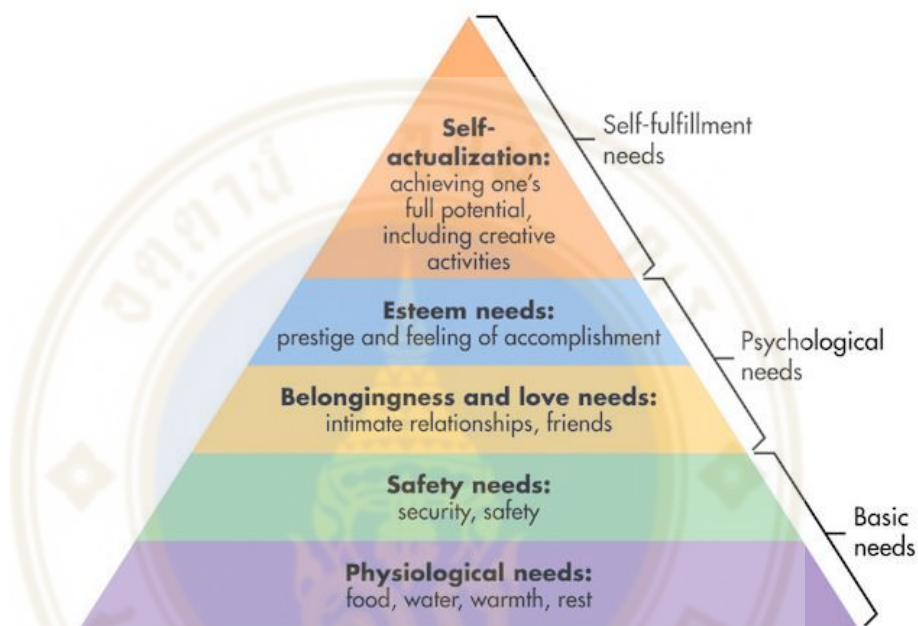 Self-
actualization:
achieving one's
full potential,
including creative
activities
Self-fulfillment
needs
Esteem needs:
prestige and feeling of accomplishment
Psychological
needs
Belongingness and love needs:
intimate relationships, friends
Safety needs:
security, safety
Basic
needs
Physiological needs:
food, water, warmth, rest